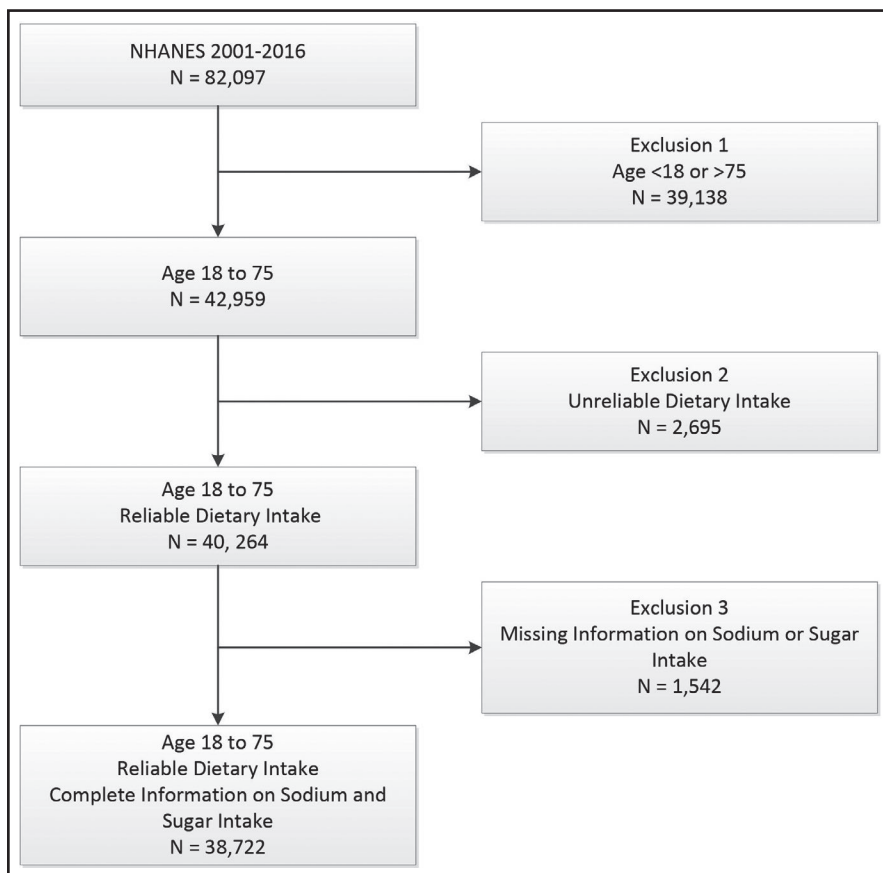 NHANES 2001-2016
N = 82,097
Exclusion 1
Age <18 or >75
N = 39,138
Age 18 to 75
N = 42,959
Exclusion 2
Unreliable Dietary Intake
N = 2,695
Age 18 to 75
Reliable Dietary Intake
N = 40, 264
Exclusion 3
Missing Information on Sodium or Sugar
Intake
N = 1,542
Age 18 to 75
Reliable Dietary Intake
Complete Information on Sodium and
Sugar Intake
N = 38,722